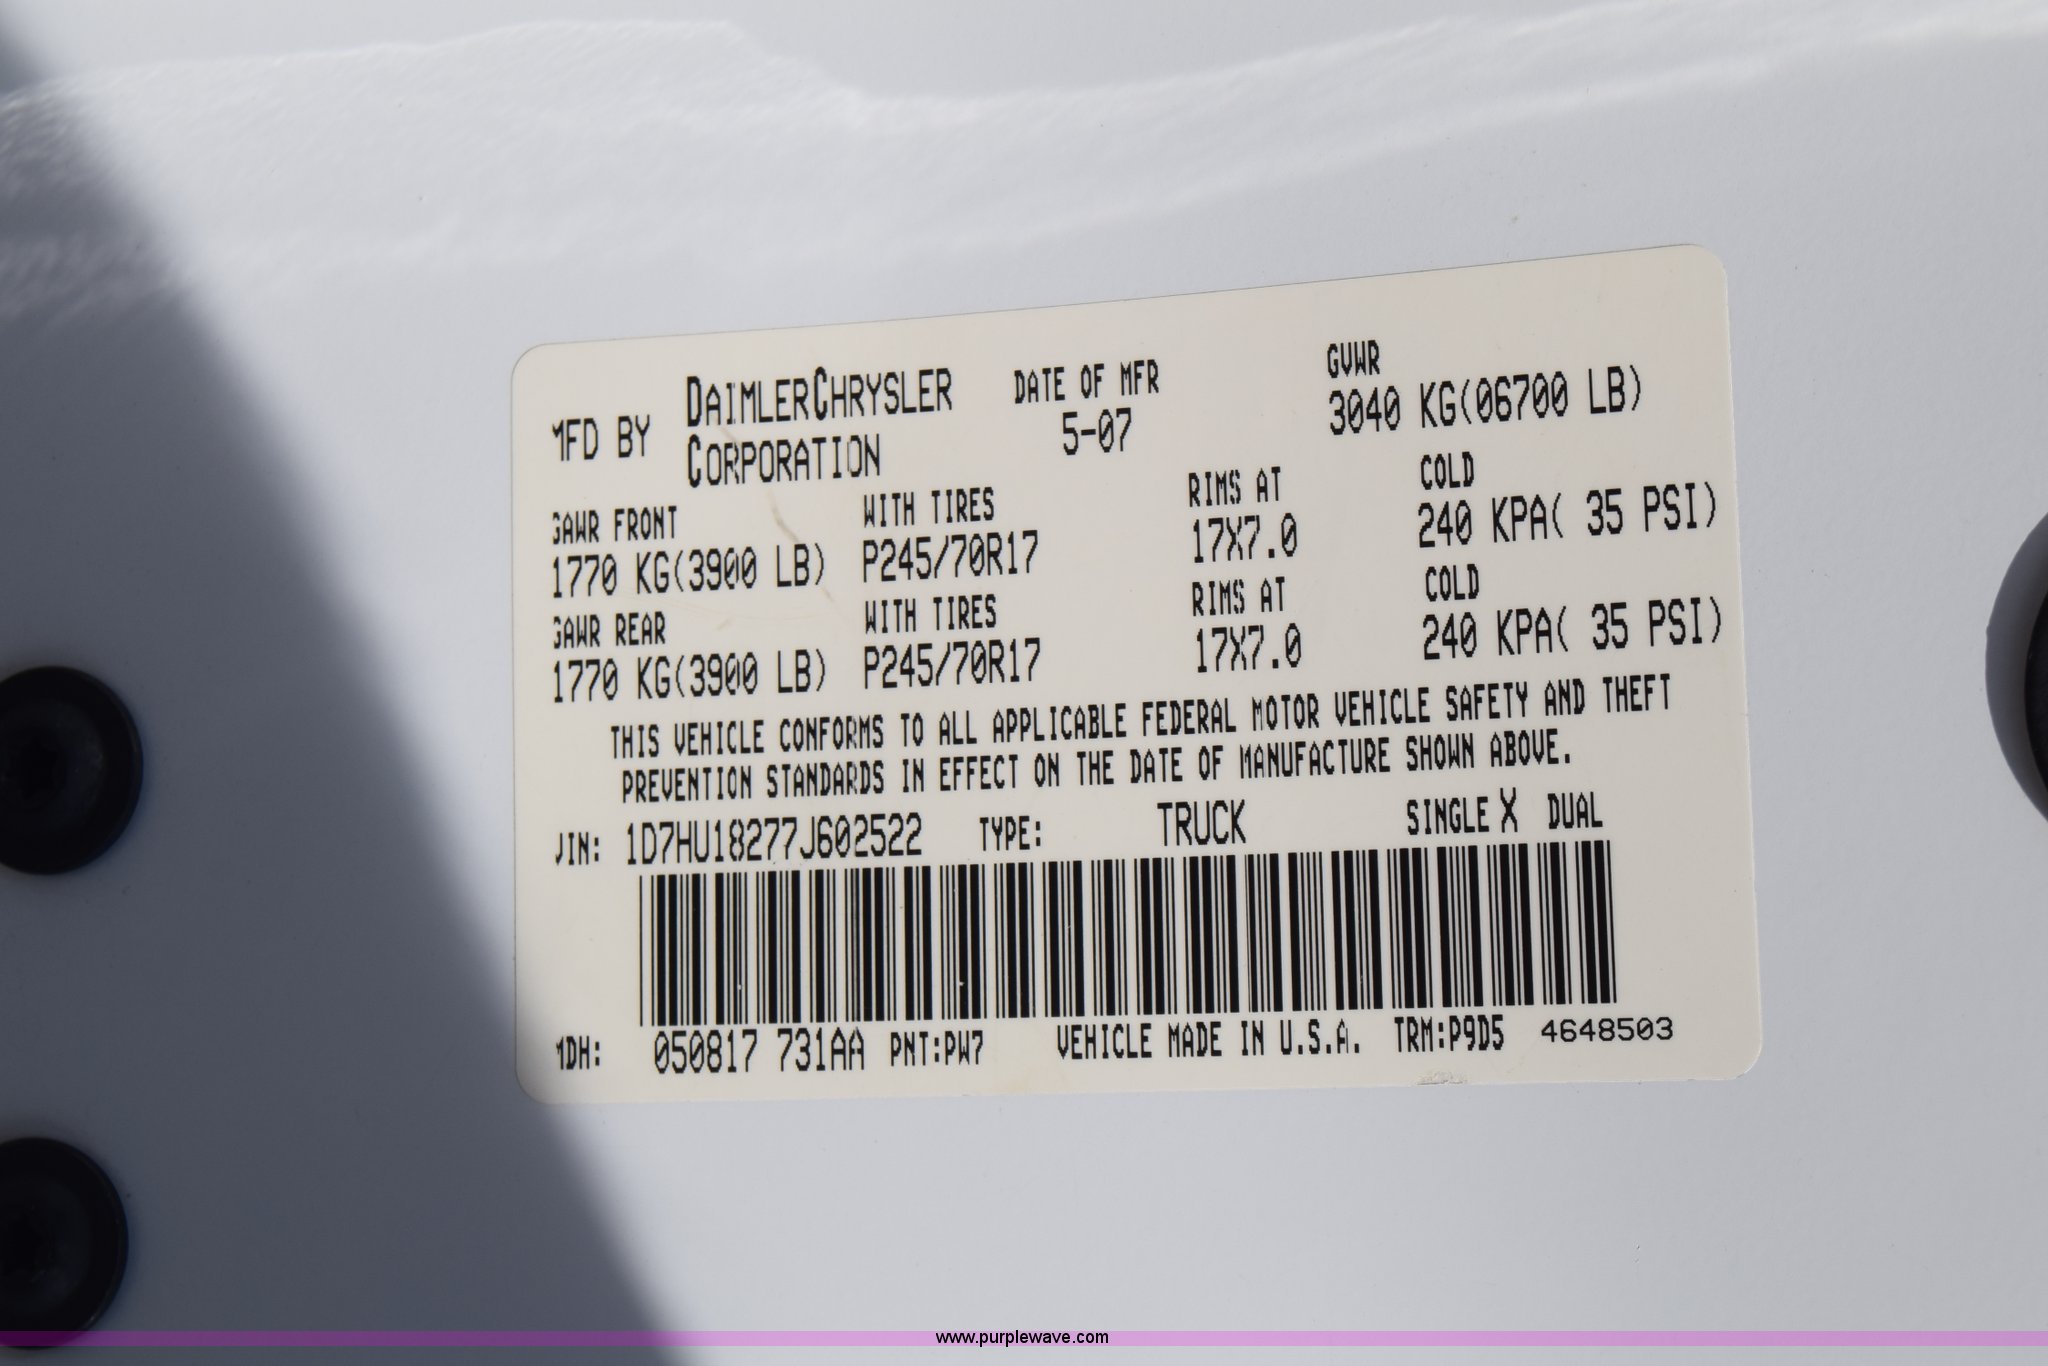 MFD BY DAIMLERCHRYSLER CORPORATION DATE OF MFR 5-07 GVWR 3040 KG(06700 LB)
GAWR FRONT WITH TIRES RIMS AT COLD
1770 KG(3900 LB) P245/70R17 17X7.0 240 KPA( 35 PSI)
GAWR REAR WITH TIRES RIMS AT COLD
1770 KG(3900 LB) P245/70R17 17X7.0 240 KPA( 35 PSI)
THIS VEHICLE CONFORMS TO ALL APPLICABLE FEDERAL MOTOR VEHICLE SAFETY AND THEFT
PREVENTION STANDARDS IN EFFECT ON THE DATE OF MANUFACTURE SHOWN ABOVE.
VIN: 1D7HU18277J602522 TYPE: TRUCK SINGLE X DUAL
MDH: 050817 731AA PNT:PW7 VEHICLE MADE IN U.S.A. TRM:P9D5 4648503
www.purplewave.com